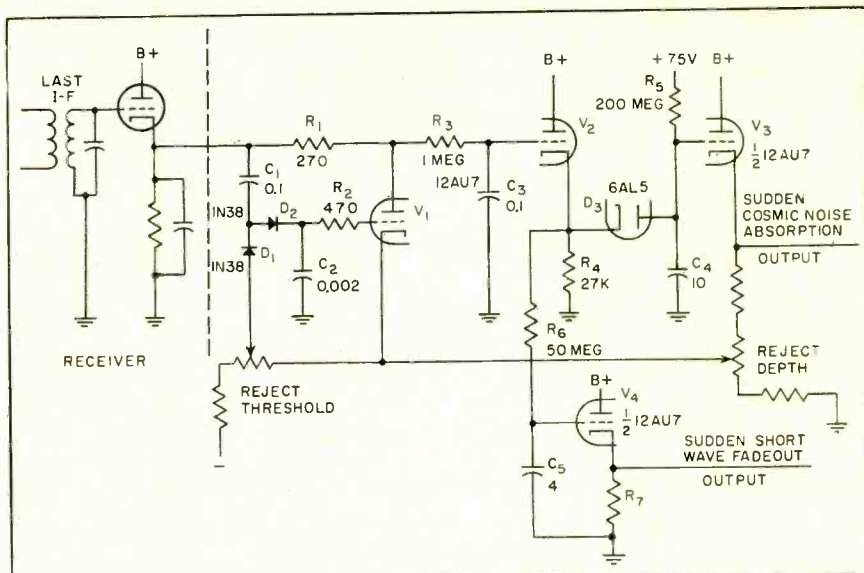 LAST
I-F
B+
R1
270
C1
0.1
1N38
D2
R2
470
1N38
D1
C2
0.002
V1
R3
1 MEG
12AU7
C3
0.1
B+
V2
6AL5
D3
R4
27K
+ 75V
R5
200 MEG
B+
V3
1/2 12AU7
C4
10
SUDDEN
COSMIC NOISE
ABSORPTION
OUTPUT
REJECT
DEPTH
RECEIVER
REJECT
THRESHOLD
R6
50 MEG
B+
V4
1/2 12AU7
C5
4
R7
SUDDEN SHORT
WAVE FADEOUT
OUTPUT